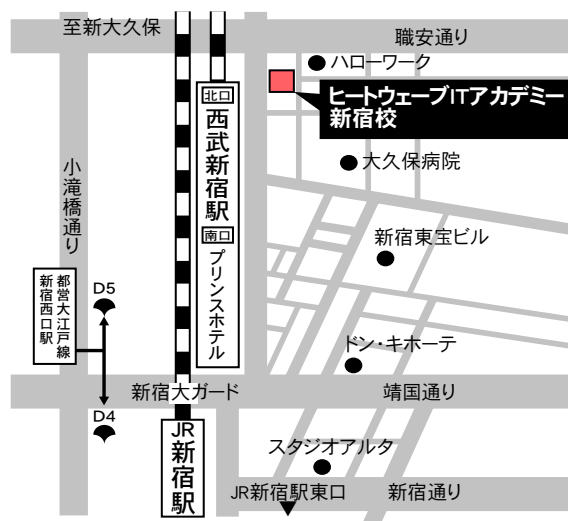 至新大久保
職安通り
ハローワーク
ヒートウェーブITアカデミー
新宿校
北口
西武新宿駅
南口
プリンスホテル
大久保病院
小滝橋通り
新宿東宝ビル
都営大江戸線
新宿西口駅
D5
ドン・キホーテ
新宿大ガード
靖国通り
D4
JR新宿駅
スタジオアルタ
JR新宿駅東口
新宿通り